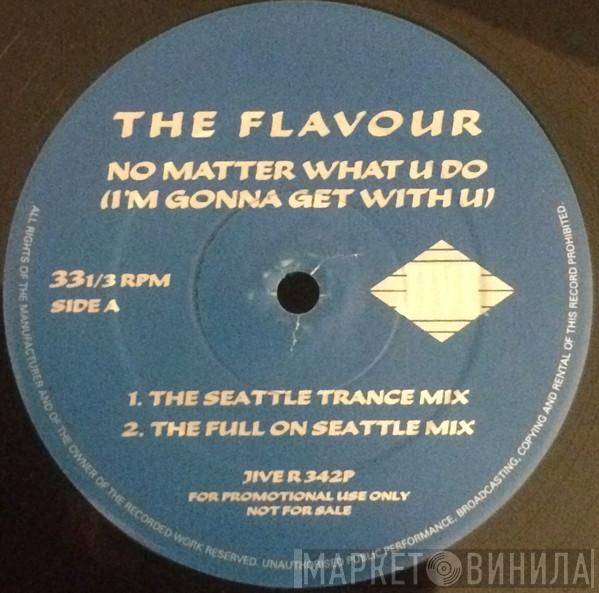 THE FLAVOUR
NO MATTER WHAT U DO
(I'M GONNA GET WITH U)
33 1/3 RPM
SIDE A
1. THE SEATTLE TRANCE MIX
2. THE FULL ON SEATTLE MIX
JIVE R 342P
FOR PROMOTIONAL USE ONLY
NOT FOR SALE
ALL RIGHTS OF THE MANUFACTURER AND OF THE OWNER OF THE RECORDED WORK RESERVED. UNAUTHORISED PUBLIC PERFORMANCE, BROADCASTING, COPYING AND RENTAL OF THIS RECORD PROHIBITED.
МАРКЕТ ВИНИЛА